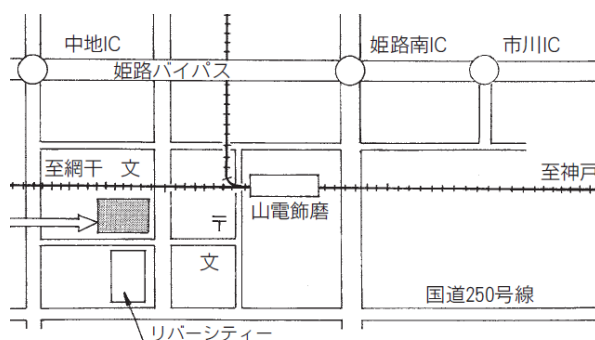 中地IC
姫路南IC
市川IC
姫路バイパス
至網干
文
至神戸
山電飾磨
〒
文
国道250号線
リバーシティー